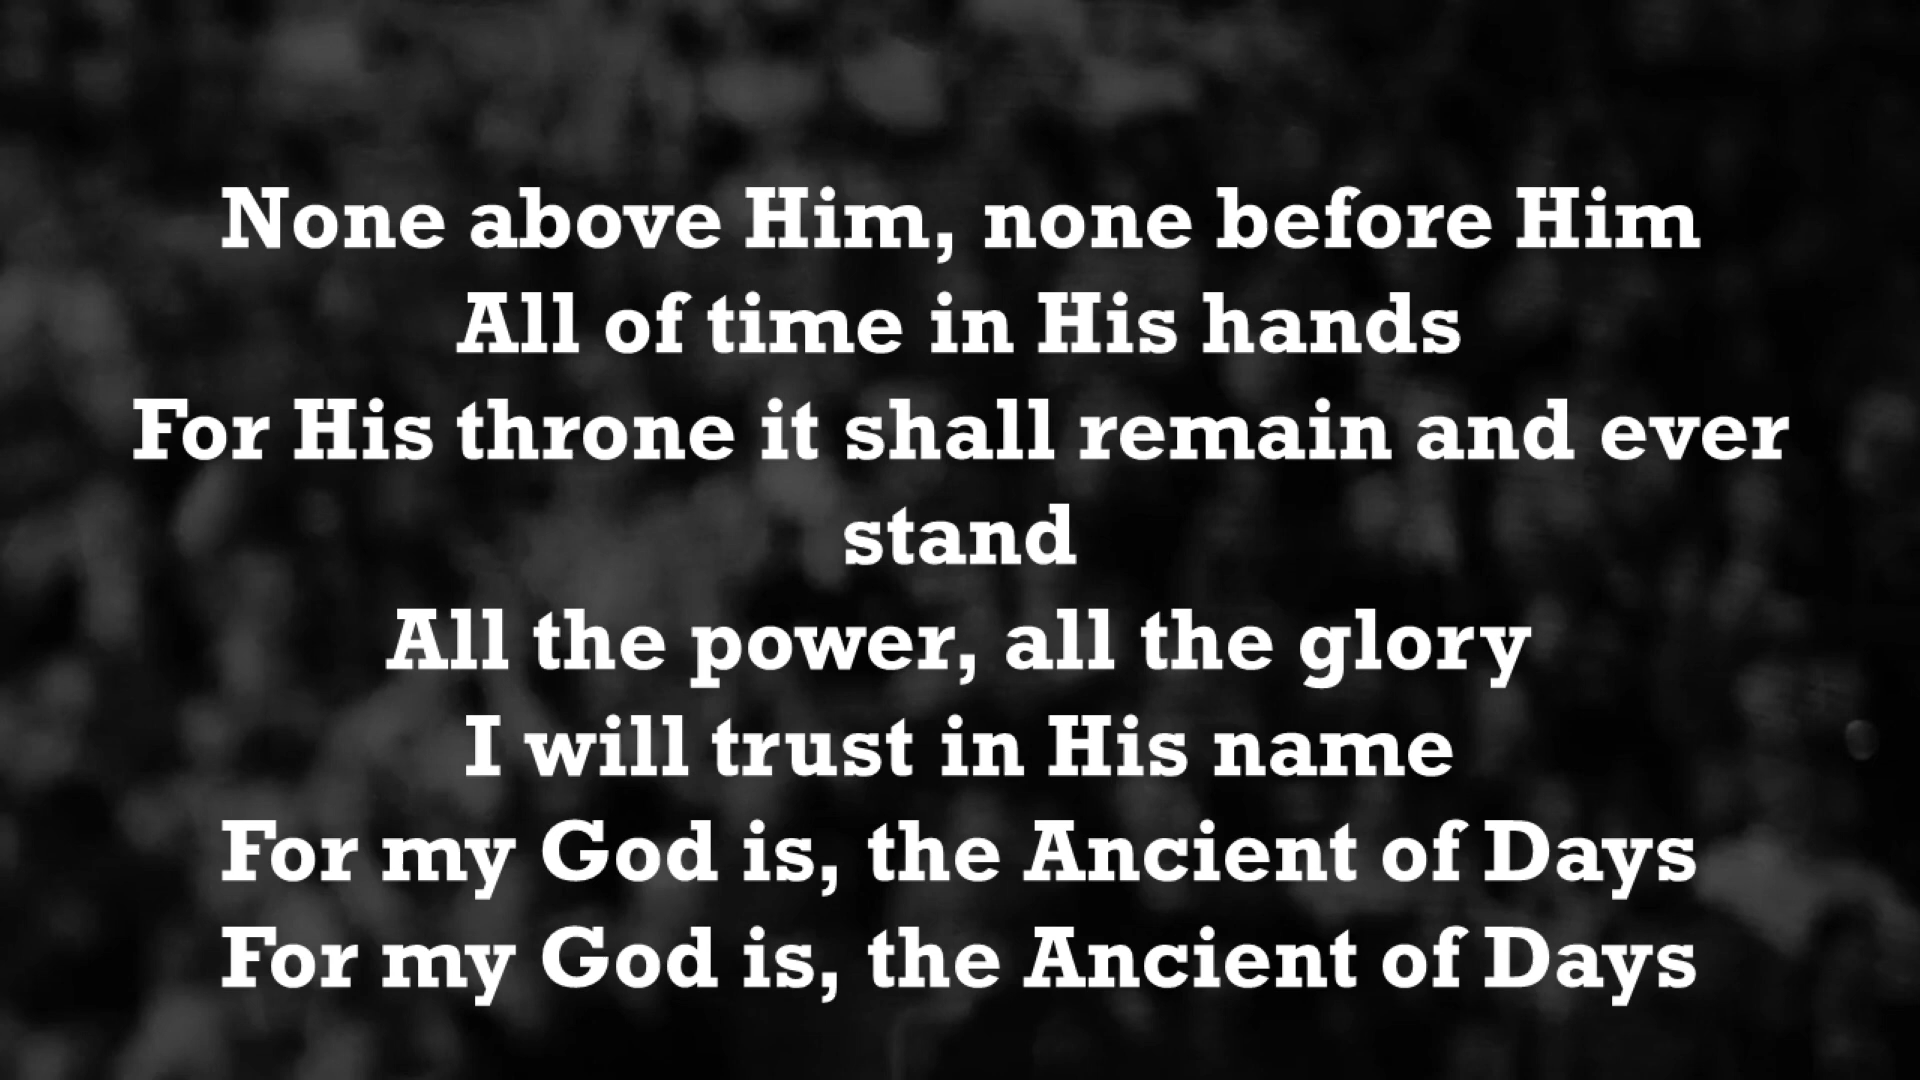 None above Him, none before Him
All of time in His hands
For His throne it shall remain and ever
stand
All the power, all the glory
I will trust in His name
For my God is, the Ancient of Days
For my God is, the Ancient of Days